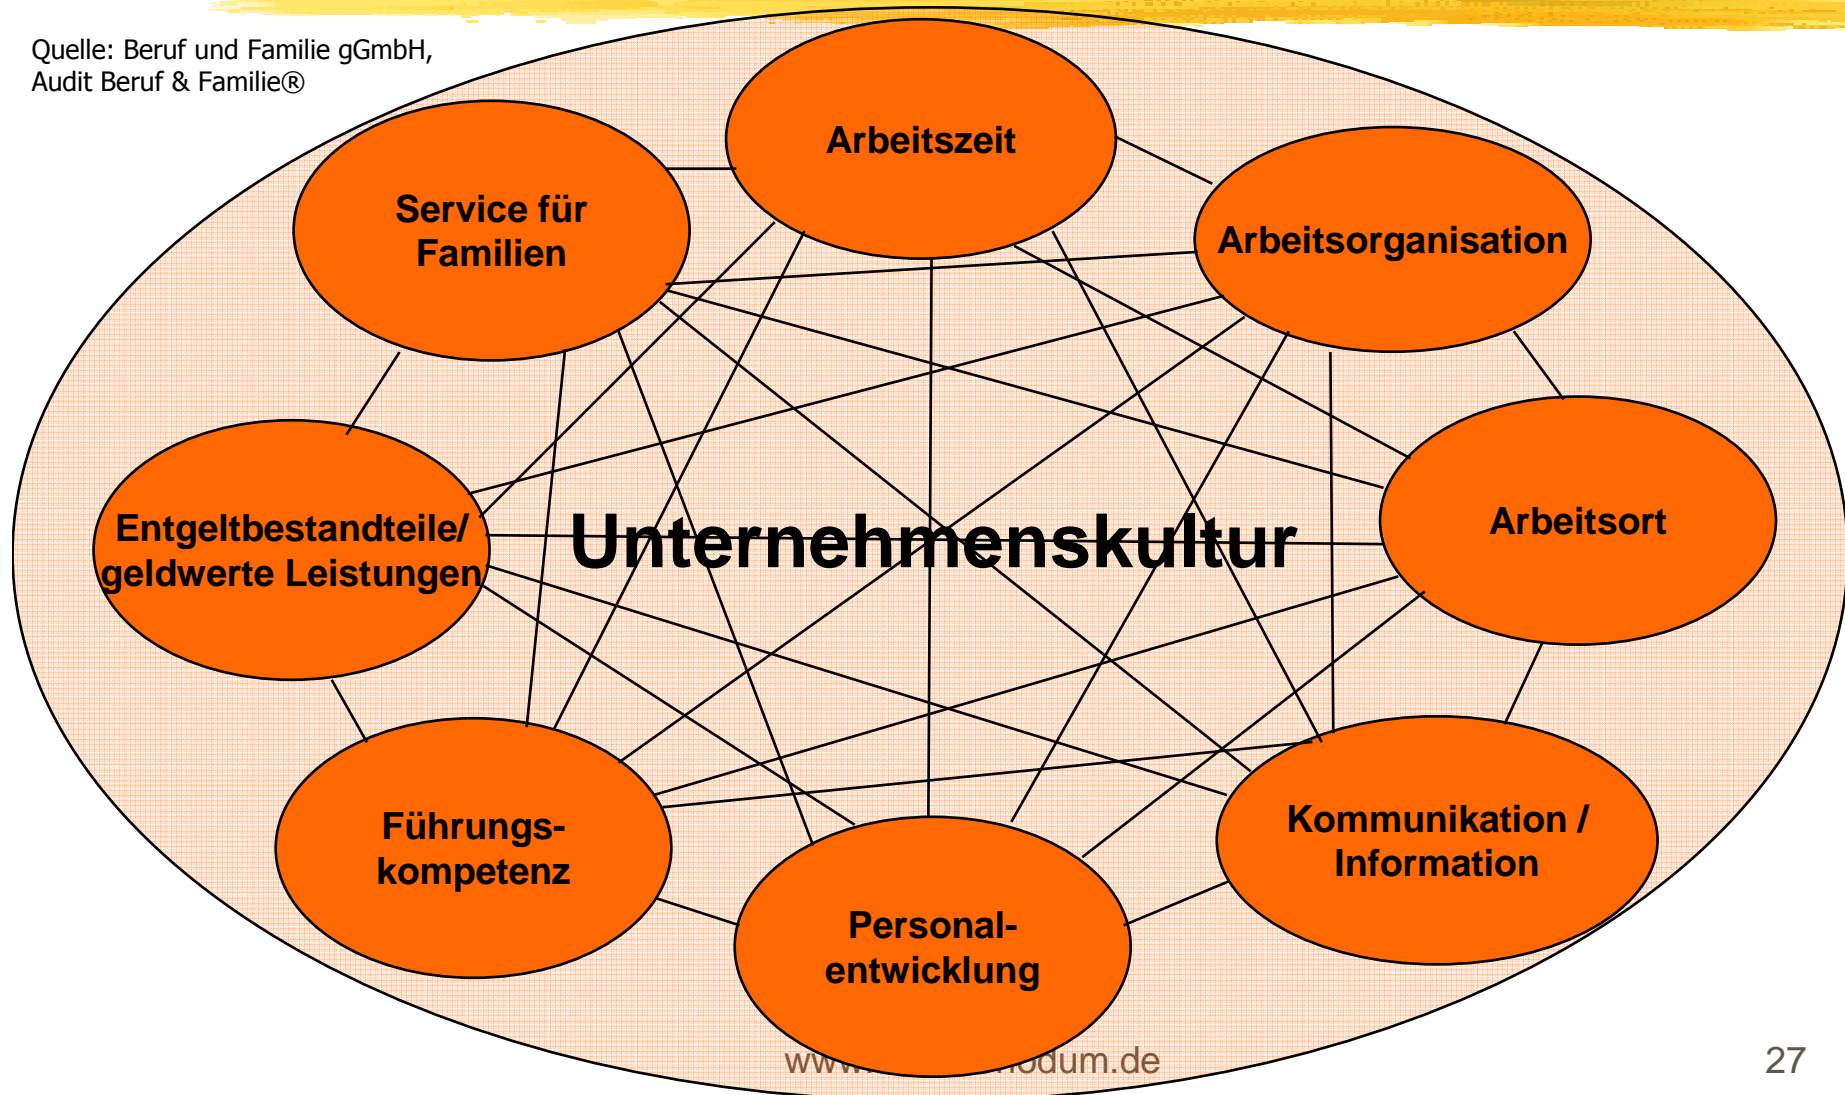 Quelle: Beruf und Familie gGmbH,
Audit Beruf & Familie®
Arbeitszeit
Service für
Familien
Arbeitsorganisation
Entgeltbestandteile/
geldwerte Leistungen
Unternehmenskultur
Arbeitsort
Führungs-
kompetenz
Kommunikation /
Information
Personal-
entwicklung
27